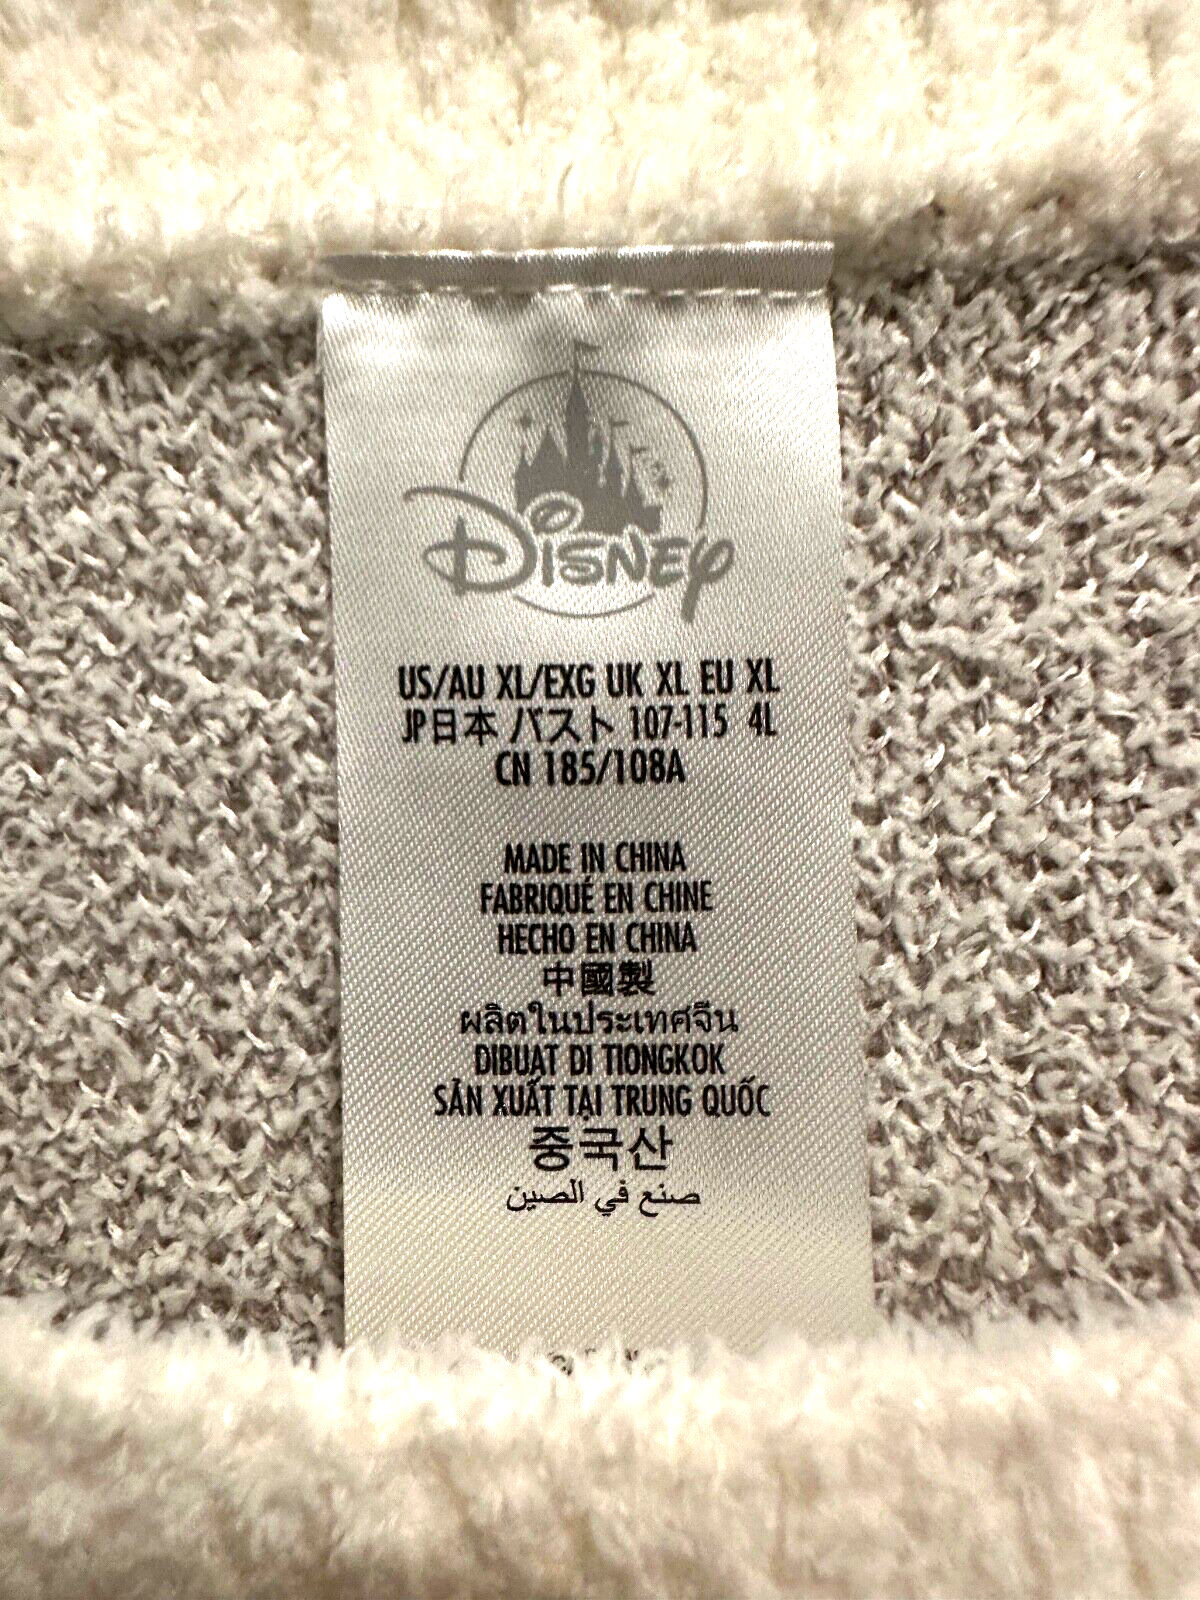 Disney
US/AU XL/EXG UK XL EU XL
JP日本 バスト 107-115 4L
CN 185/108A
MADE IN CHINA
FABRIQUÉ EN CHINE
HECHO EN CHINA
中國製
ผลิตในประเทศจีน
DIBUAT DI TIONGKOK
SẢN XUẤT TẠI TRUNG QUỐC
중국산
صنع في الصين